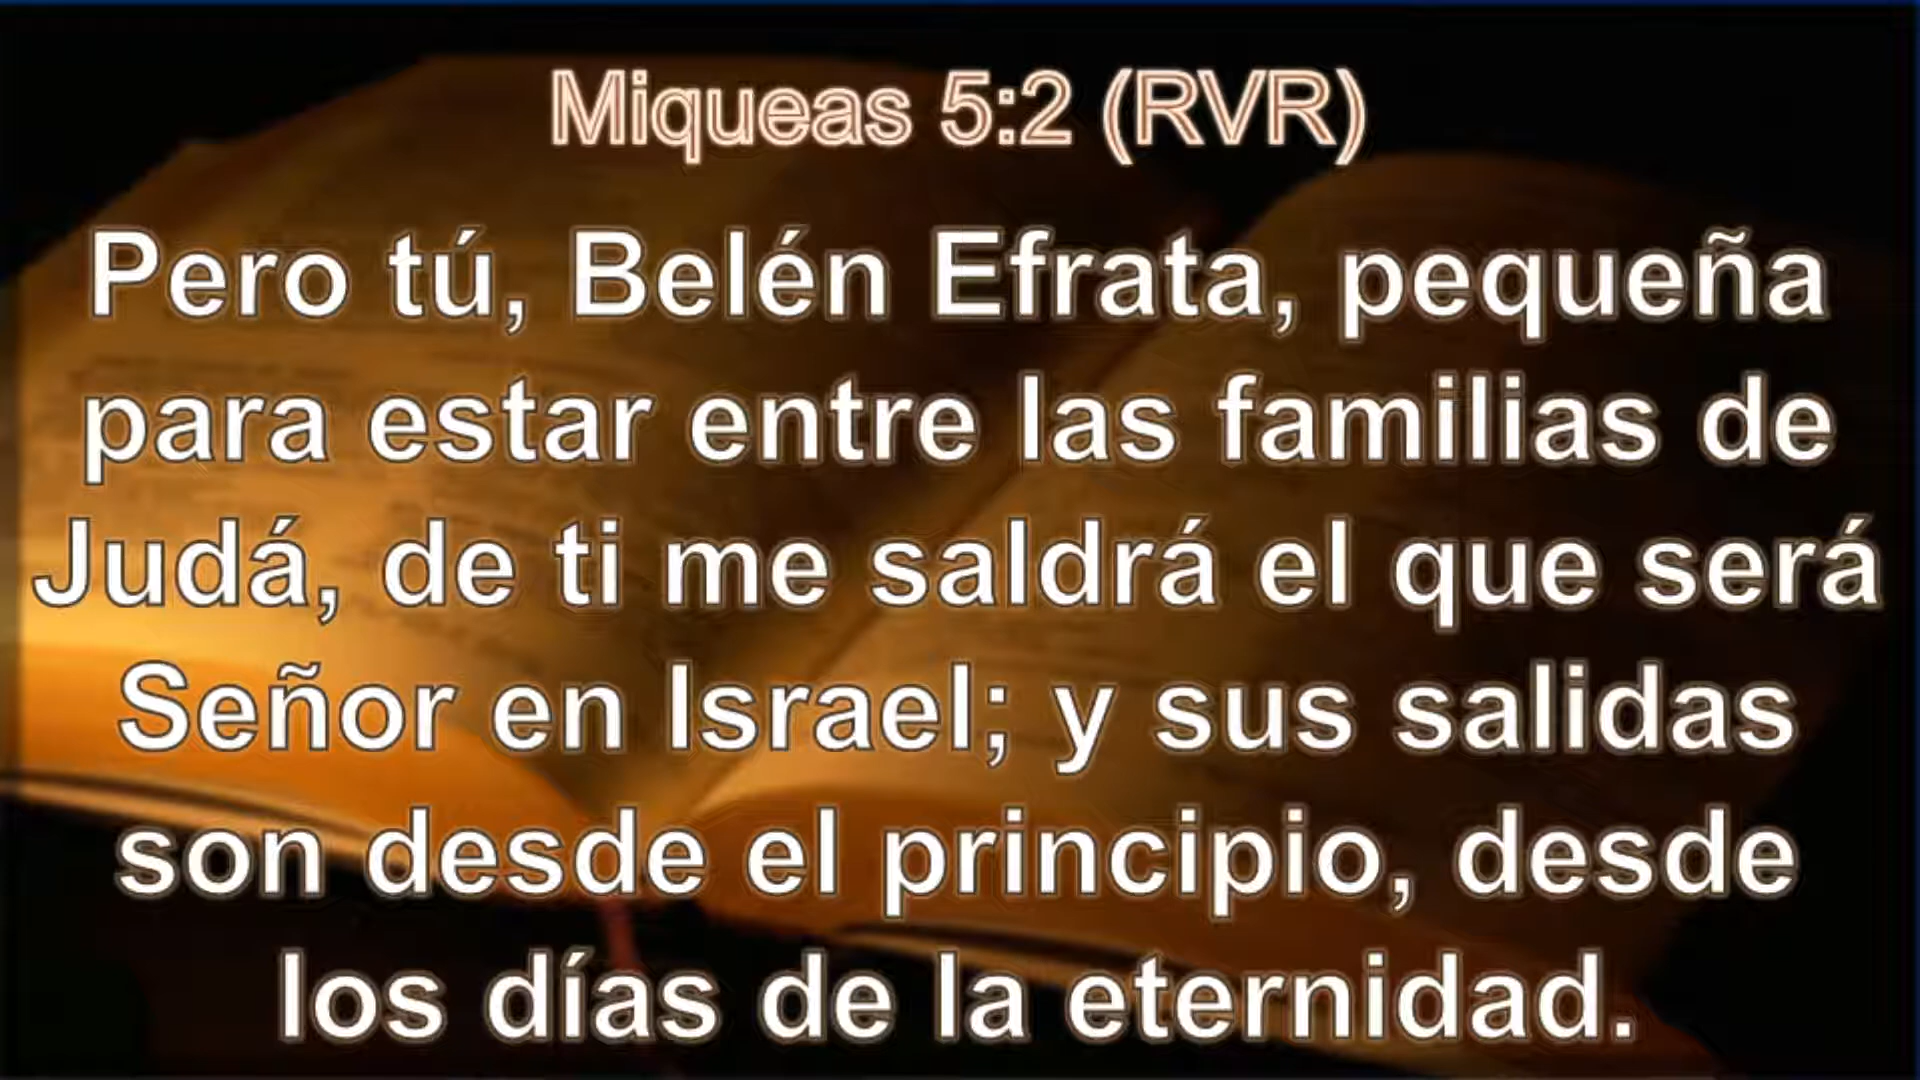 Miqueas 5:2 (RVR)
Pero tú, Belén Efrata, pequeña
para estar entre las familias de
Judá, de ti me saldrá el que será
Señor en Israel; y sus salidas
son desde el principio, desde
los días de la eternidad.